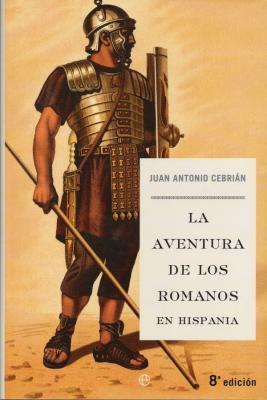 JUAN ANTONIO CEBRIÁN
LA
AVENTURA
DE LOS
ROMANOS
EN HISPANIA
8ª edición